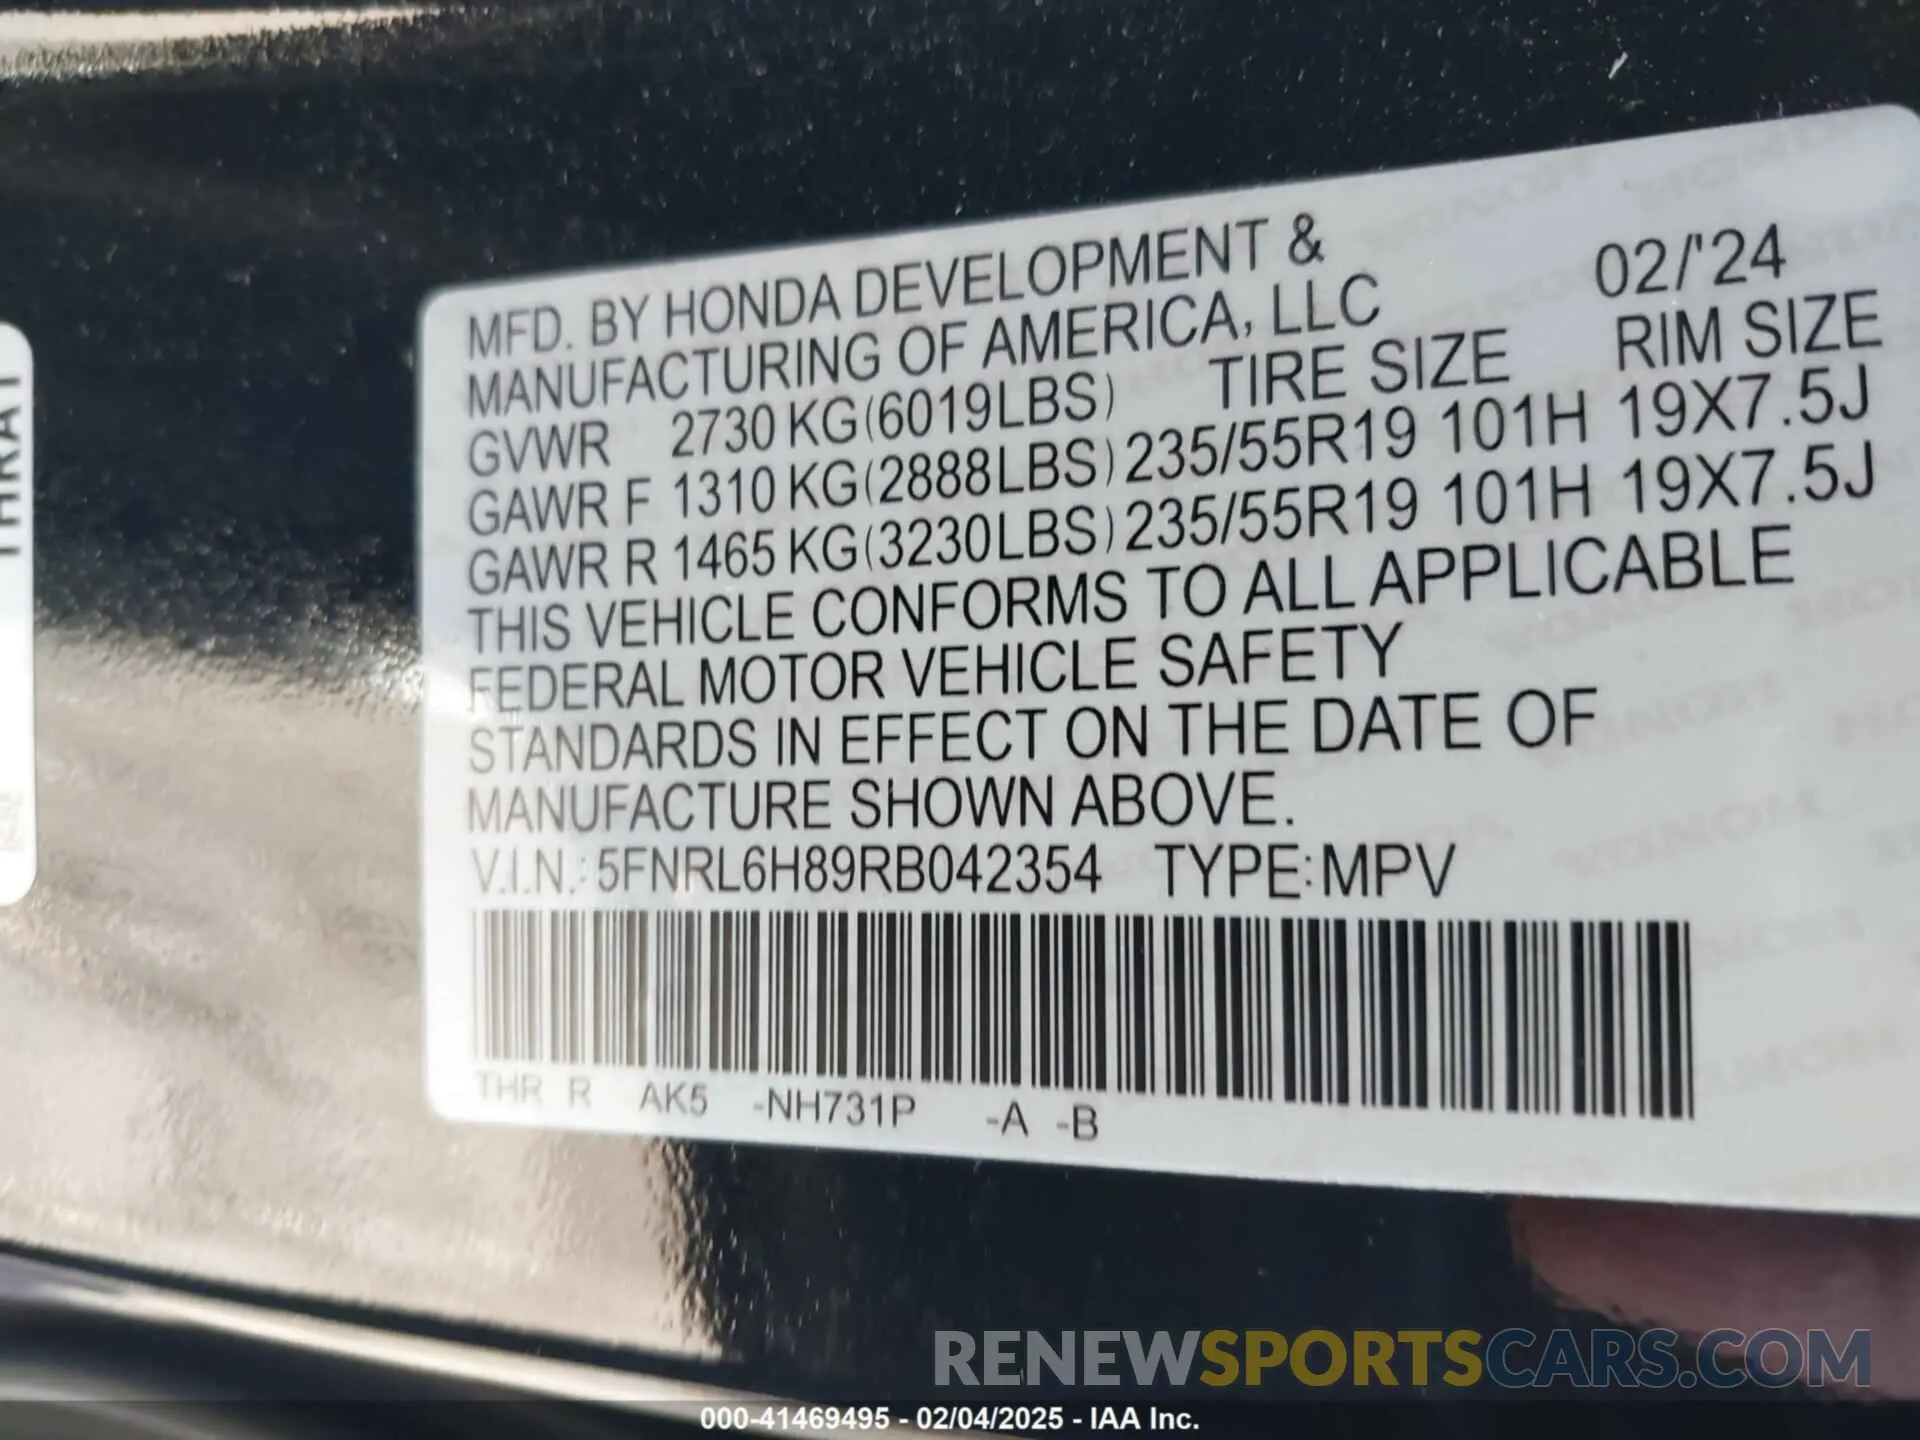 MFD. BY HONDA DEVELOPMENT & 02/'24
MANUFACTURING OF AMERICA, LLC
GVWR 2730 KG(6019LBS) TIRE SIZE RIM SIZE
GAWR F 1310 KG(2888LBS) 235/55R19 101H 19X7.5J
GAWR R 1465 KG(3230LBS) 235/55R19 101H 19X7.5J
THIS VEHICLE CONFORMS TO ALL APPLICABLE
FEDERAL MOTOR VEHICLE SAFETY
STANDARDS IN EFFECT ON THE DATE OF
MANUFACTURE SHOWN ABOVE.
V.I.N.: 5FNRL6H89RB042354 TYPE:MPV
THR R AK5 -NH731P -A -B
THRAT
RENEWSPORTSCARS.COM
000-41469495 - 02/04/2025 - IAA Inc.